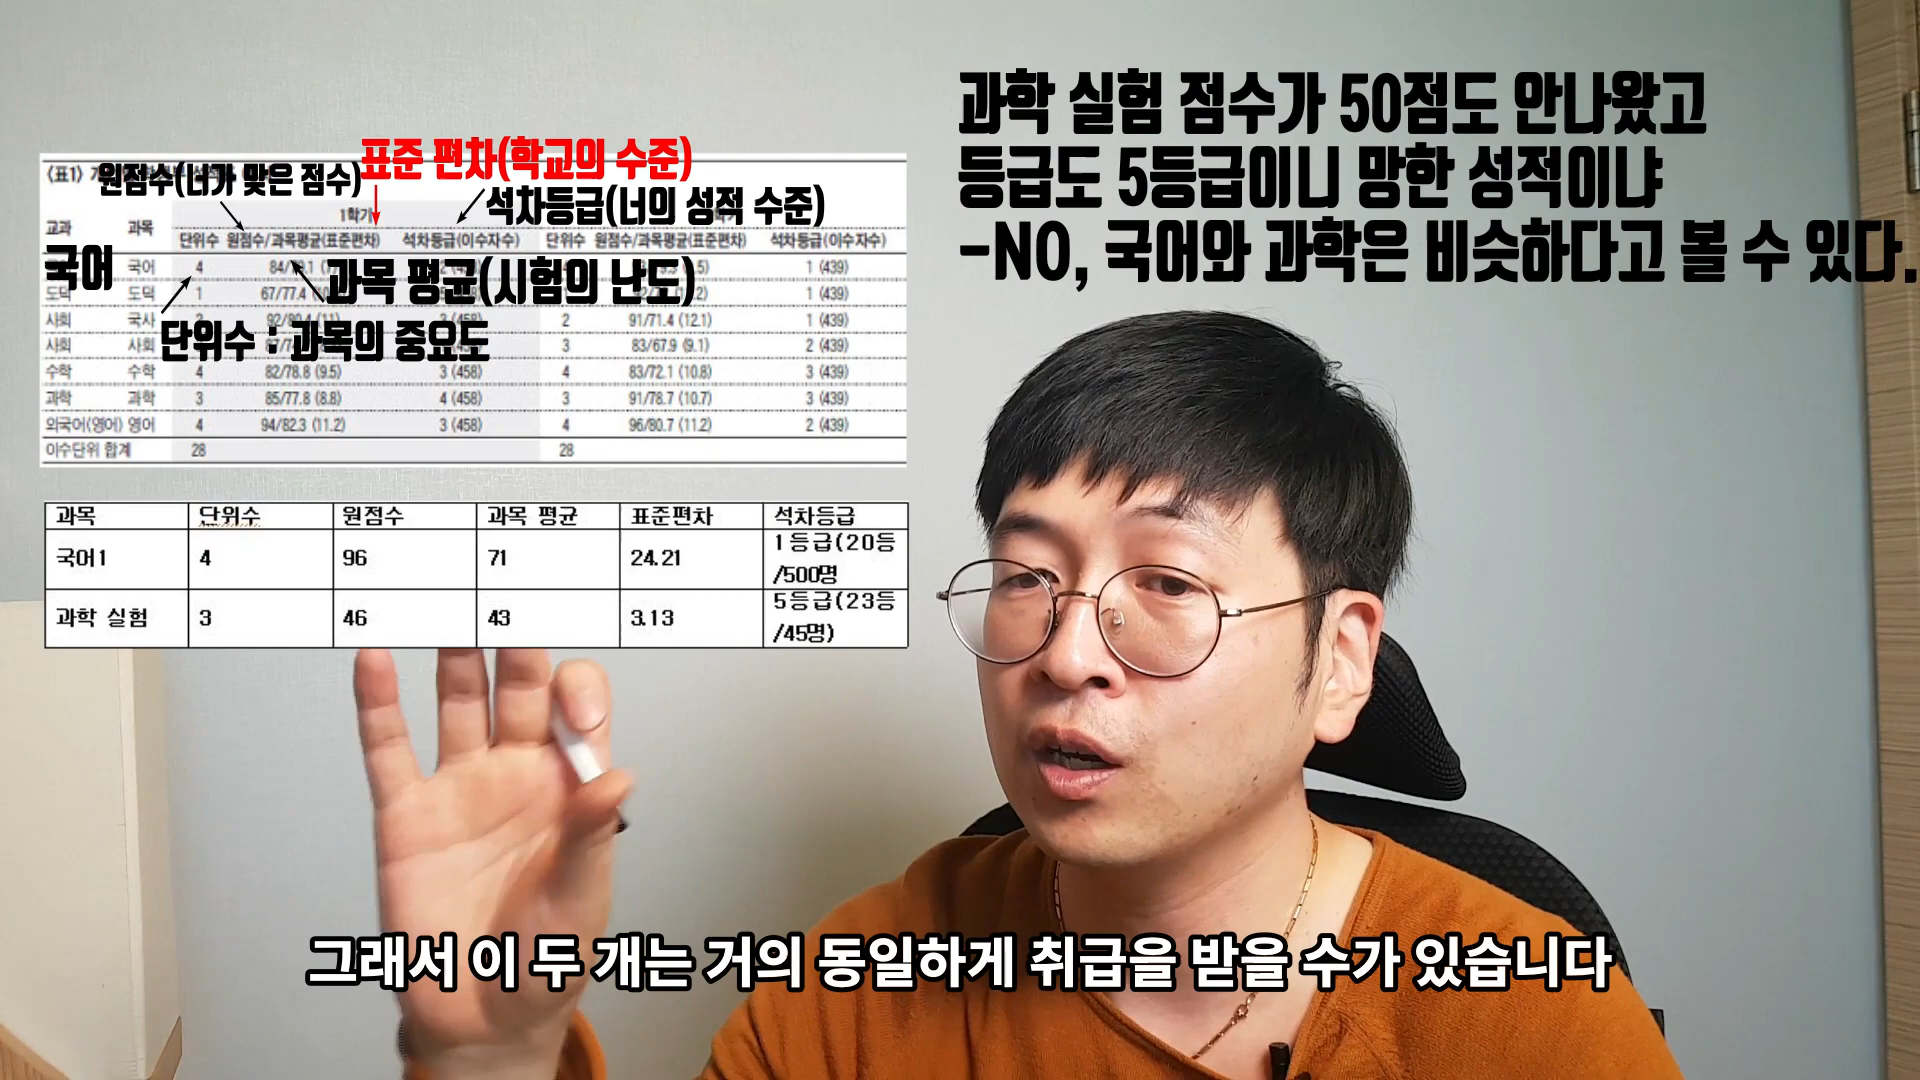 과학 실험 점수가 50점도 안나왔고
등급도 5등급이니 망한 성적이냐
-NO, 국어와 과학은 비슷하다고 볼 수 있다.
표준 편차(학교의 수준)
<표1>
원점수(너가 맞은 점수)
석차등급(너의 성적 수준)
1학기
교과 과목
단위수 원점수/과목평균(표준편차) 석차등급(이수자수) 단위수 원점수/과목평균(표준편차) 석차등급(이수자수)
국어
국어 4 1 (439)
과목 평균(시험의 난도)
도덕 도덕 1 67/77.4 1 (439)
사회 국사 3 (458) 2 91/71.4 (12.1) 1 (439)
단위수 : 과목의 중요도
사회 사회 3 83/67.9 (9.1) 2 (439)
수학 수학 4 82/78.8 (9.5) 3 (458) 4 83/72.1 (10.8) 3 (439)
과학 과학 3 85/77.8 (8.8) 4 (458) 3 91/78.7 (10.7) 3 (439)
외국어(영어) 영어 4 94/82.3 (11.2) 3 (458) 4 96/80.7 (11.2) 2 (439)
이수단위 합계 28 28
과목 단위수 원점수 과목 평균 표준편차 석차등급
국어1 4 96 71 24.21 1등급(20등
/500명
과학 실험 3 46 43 3.13 5등급(23등
/45명)
그래서 이 두 개는 거의 동일하게 취급을 받을 수가 있습니다